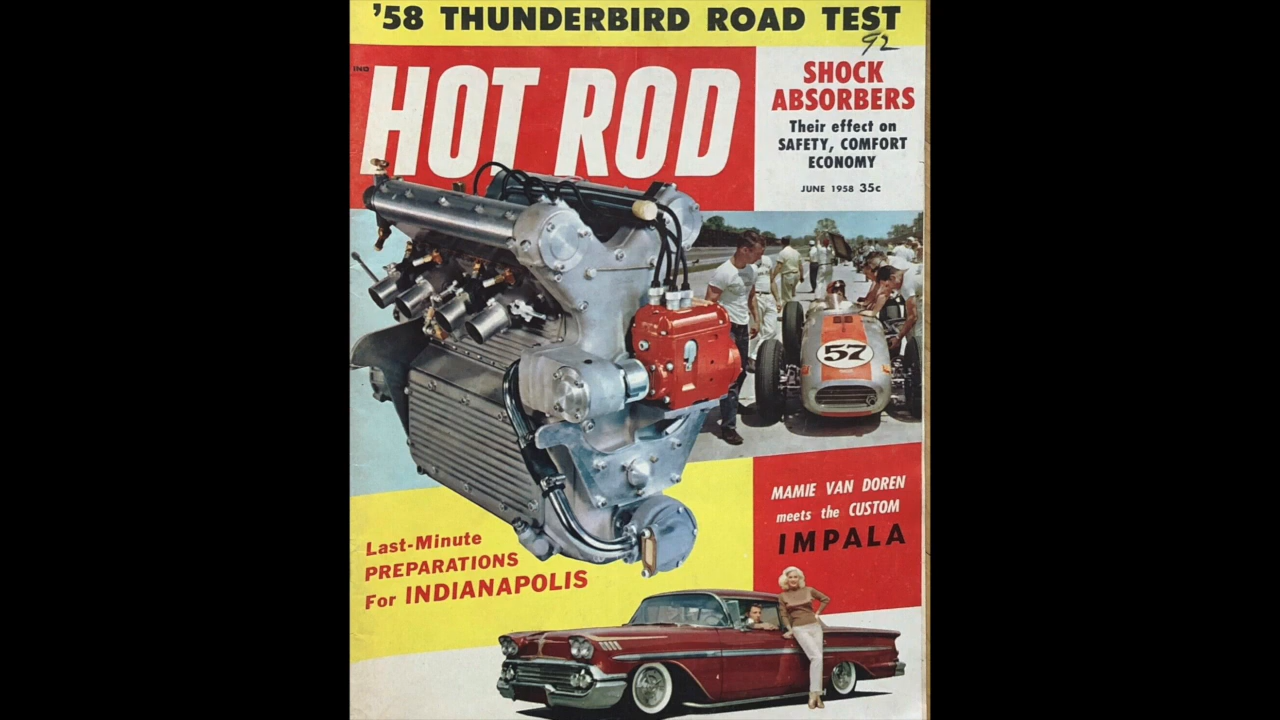 '58 THUNDERBIRD ROAD TEST
92
IND
HOT ROD
SHOCK
ABSORBERS
Their effect on
SAFETY, COMFORT
ECONOMY
JUNE 1958 35c
57
MAMIE VAN DOREN
meets the CUSTOM
IMPALA
Last-Minute
PREPARATIONS
For INDIANAPOLIS